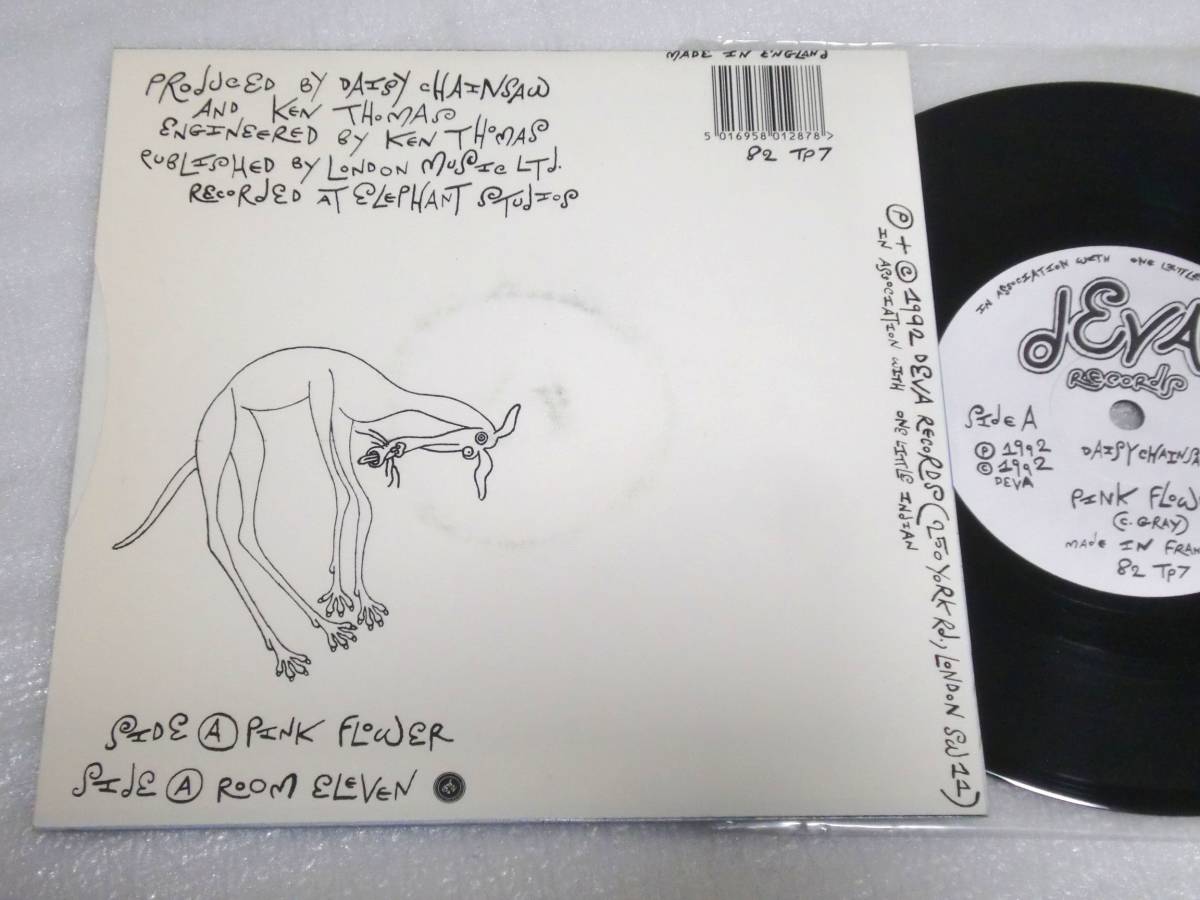 PRODUCED BY DAISY CHAINSAW
AND KEN THOMAS
ENGINEERED BY KEN THOMAS
PUBLISHED BY LONDON MUSIC LTD.
RECORDED AT ELEPHANT STUDIOS
MADE IN ENGLAND
5 016958 012878 >
82 TP7
Ⓟ + © 1992 DEVA RECORDS (250 YORK Rd., LONDON SW 11)
IN ASSOCIATION WITH ONE LITTLE INDIAN
SIDE Ⓐ PINK FLOWER
SIDE Ⓐ ROOM ELEVEN
IN ASSOCIATION WITH ONE LITTLE
dEVA
RECORdS
SIdE A
Ⓟ 1992
© 1992
DEVA
DAISY CHAINSA
PINK FLOW
(C. GRAY)
MAdE IN FRAN
82 TP7